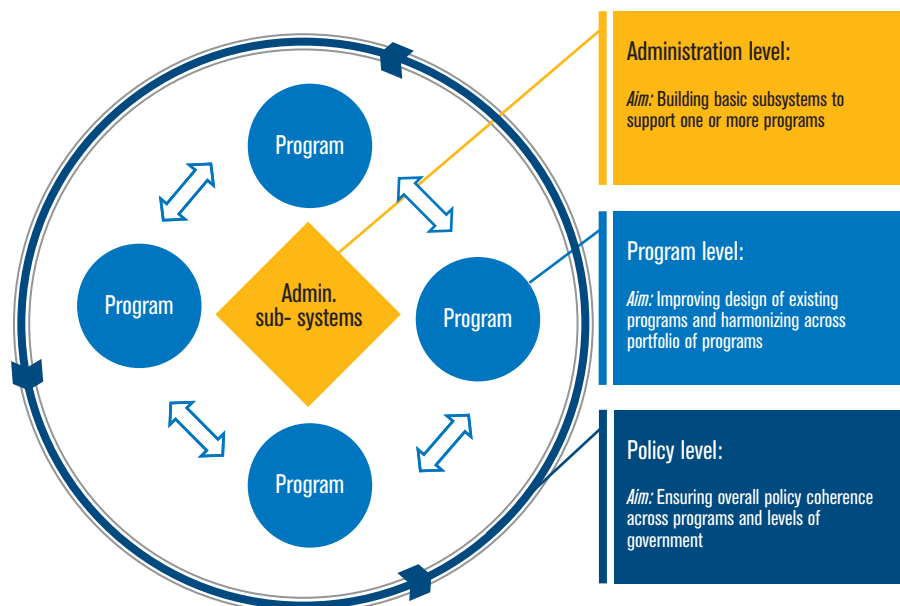 Program
Program
Admin.
sub- systems
Program
Program
Administration level:
Aim: Building basic subsystems to
support one or more programs
Program level:
Aim: Improving design of existing
programs and harmonizing across
portfolio of programs
Policy level:
Aim: Ensuring overall policy coherence
across programs and levels of
government